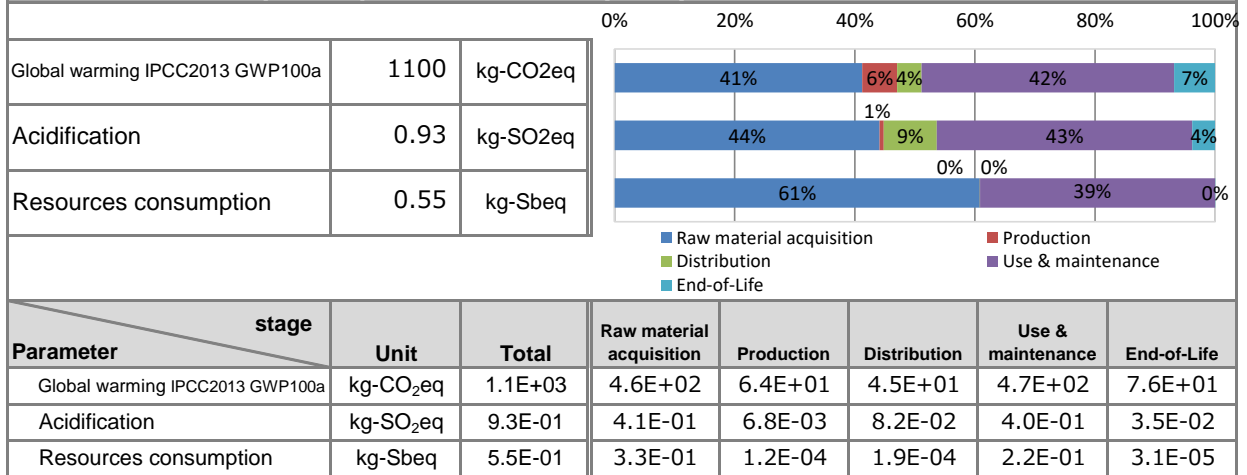 0% 20% 40% 60% 80% 100%
Global warming IPCC2013 GWP100a 1100 kg-CO2eq 41% 6% 4% 42% 7%
1%
Acidification 0.93 kg-SO2eq 44% 9% 43% 4%
0% 0%
Resources consumption 0.55 kg-Sbeq 61% 39% 0%
Raw material acquisition Production
Distribution Use & maintenance
End-of-Life
stage
Parameter Unit Total Raw material acquisition Production Distribution Use & maintenance End-of-Life
Global warming IPCC2013 GWP100a kg-CO₂eq 1.1E+03 4.6E+02 6.4E+01 4.5E+01 4.7E+02 7.6E+01
Acidification kg-SO₂eq 9.3E-01 4.1E-01 6.8E-03 8.2E-02 4.0E-01 3.5E-02
Resources consumption kg-Sbeq 5.5E-01 3.3E-01 1.2E-04 1.9E-04 2.2E-01 3.1E-05